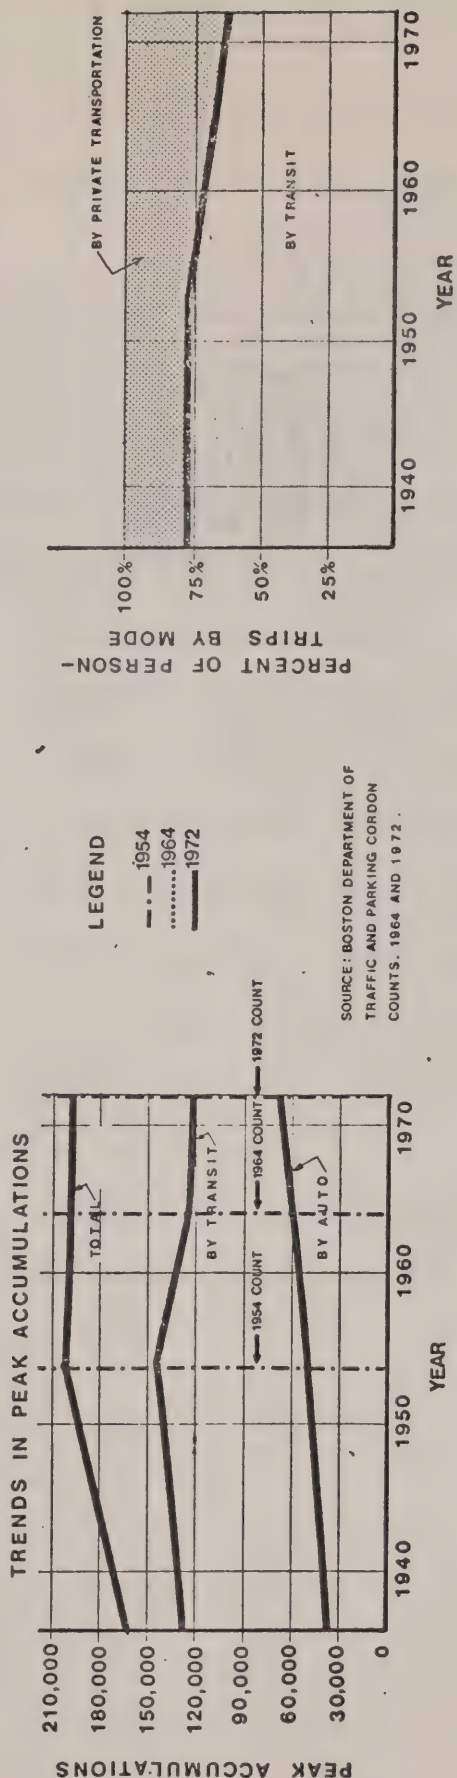 TRENDS IN PEAK ACCUMULATIONS
PEAK ACCUMULATIONS
210,000
180,000
150,000
120,000
90,000
60,000
30,000
0
TOTAL
BY TRANSIT
1954 COUNT
1964 COUNT
1972 COUNT
BY AUTO
1940
1950
1960
1970
YEAR
LEGEND
1954
1964
1972
SOURCE: BOSTON DEPARTMENT OF
TRAFFIC AND PARKING CORDON
COUNTS. 1964 AND 1972.
PERCENT OF PERSON-
TRIPS BY MODE
100%
75%
50%
25%
BY PRIVATE TRANSPORTATION
BY TRANSIT
1940
1950
1960
1970
YEAR